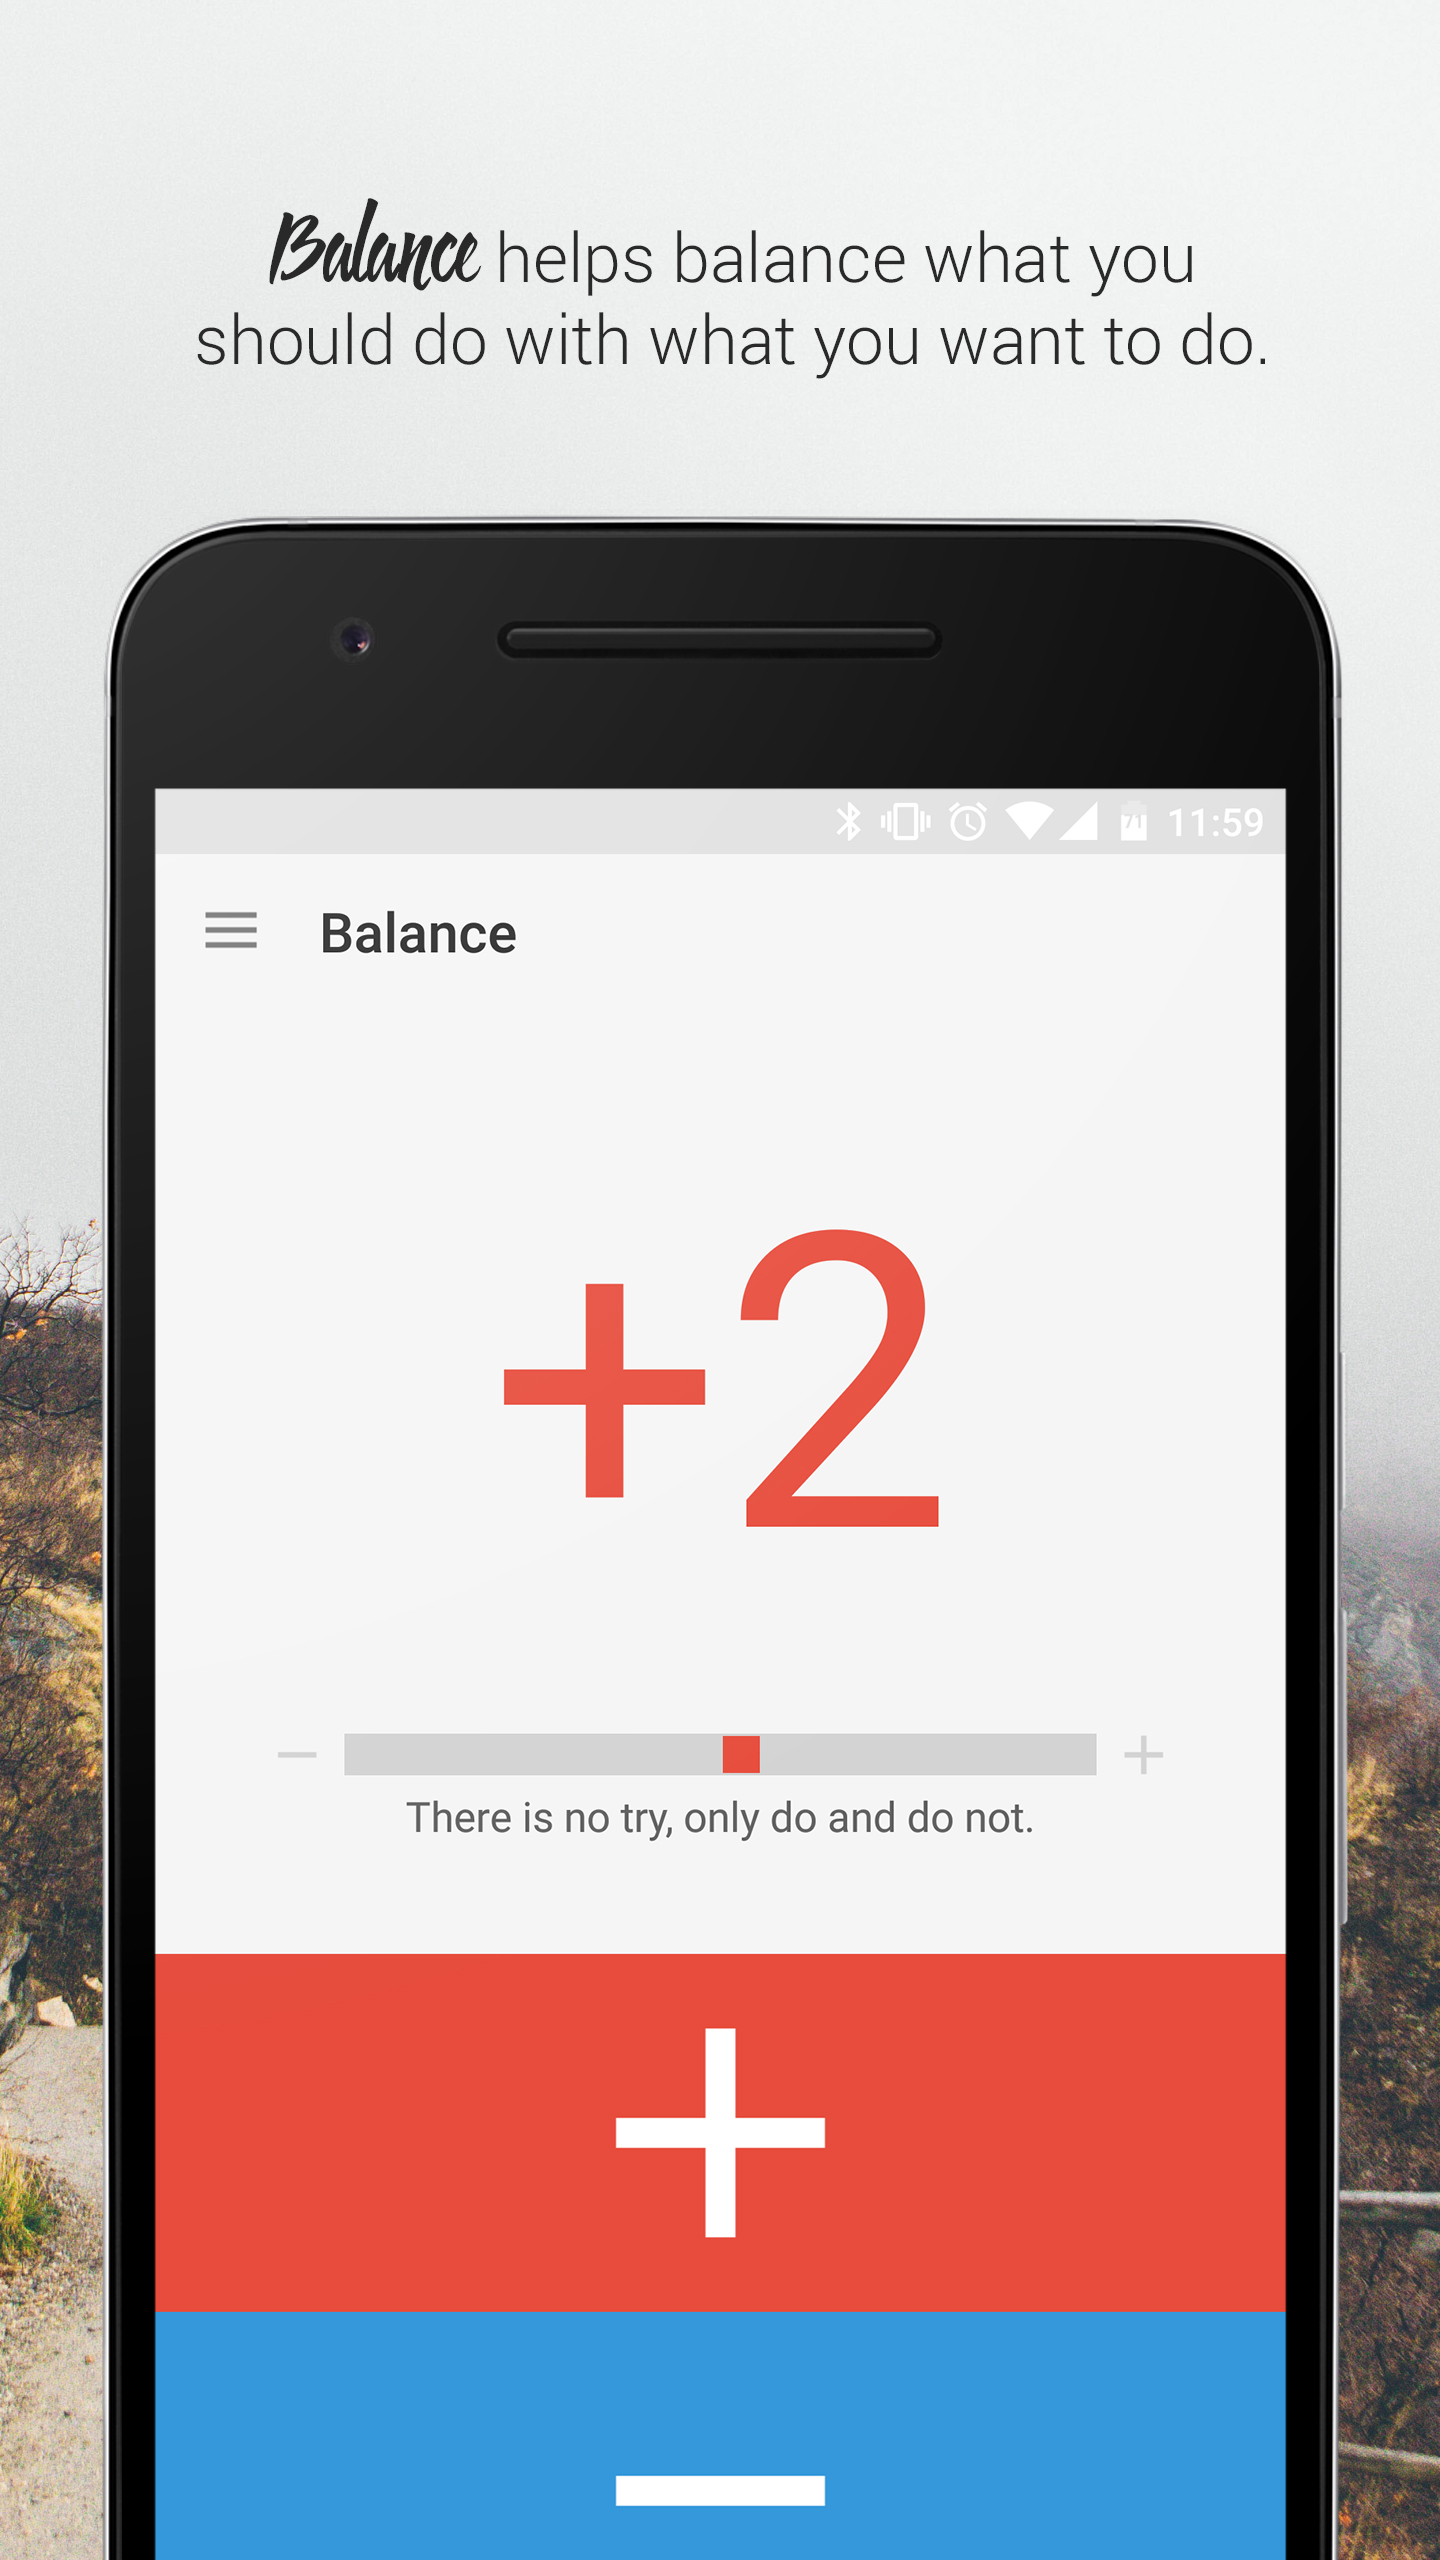 Balance helps balance what you
should do with what you want to do.
71 11:59
Balance
+2
− +
There is no try, only do and do not.
+
−